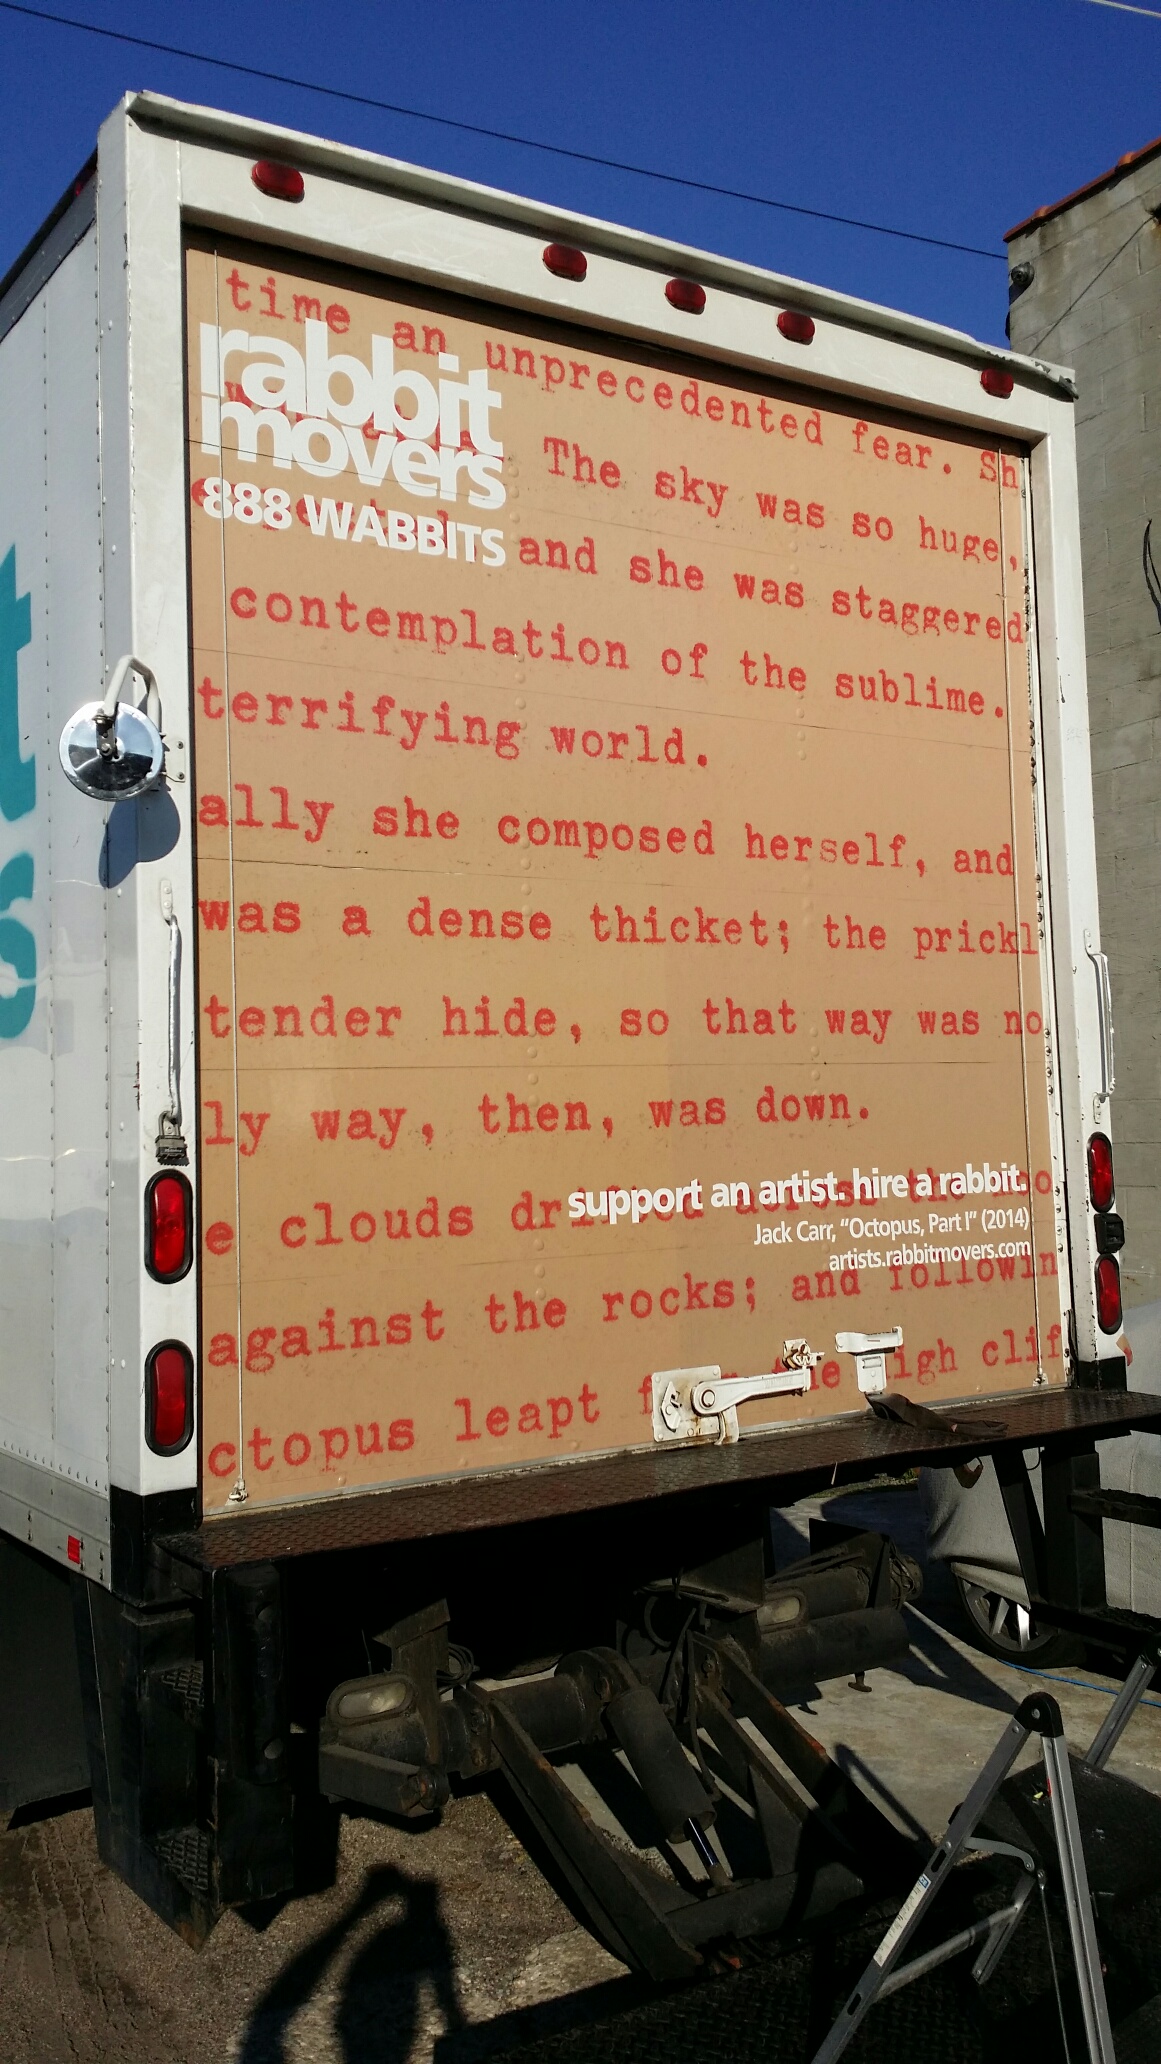 time an unprecedented fear. Sh
rabbit
movers
The sky was so huge,
888 WABBITS
and she was staggered
contemplation of the sublime.
terrifying world.
ally she composed herself, and
was a dense thicket; the prickl
tender hide, so that way was no
ly way, then, was down.
support an artist. hire a rabbit.
e clouds
Jack Carr, "Octopus, Part I" (2014)
artists.rabbitmovers.com
against the rocks; and followin
ctopus leapt high clif